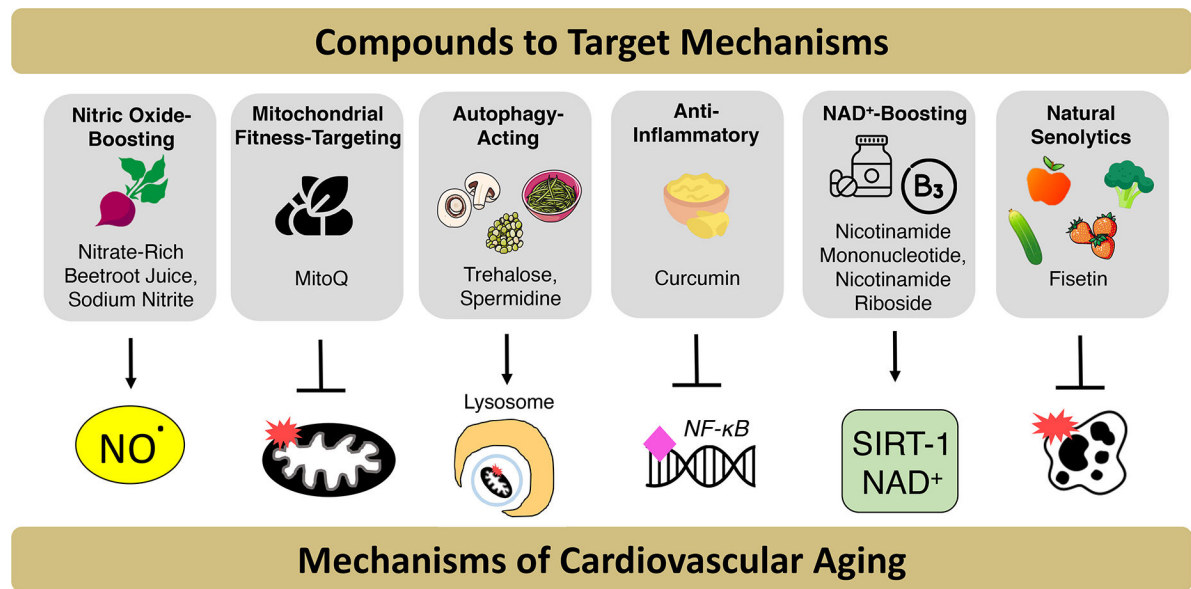 Compounds to Target Mechanisms
Nitric Oxide-
Boosting
Nitrate-Rich
Beetroot Juice,
Sodium Nitrite
Mitochondrial
Fitness-Targeting
MitoQ
Autophagy-
Acting
Trehalose,
Spermidine
Anti-
Inflammatory
Curcumin
NAD⁺-Boosting
B₃
Nicotinamide
Mononucleotide,
Nicotinamide
Riboside
Natural
Senolytics
Fisetin
NO˙
Lysosome
NF-κB
SIRT-1
NAD⁺
Mechanisms of Cardiovascular Aging